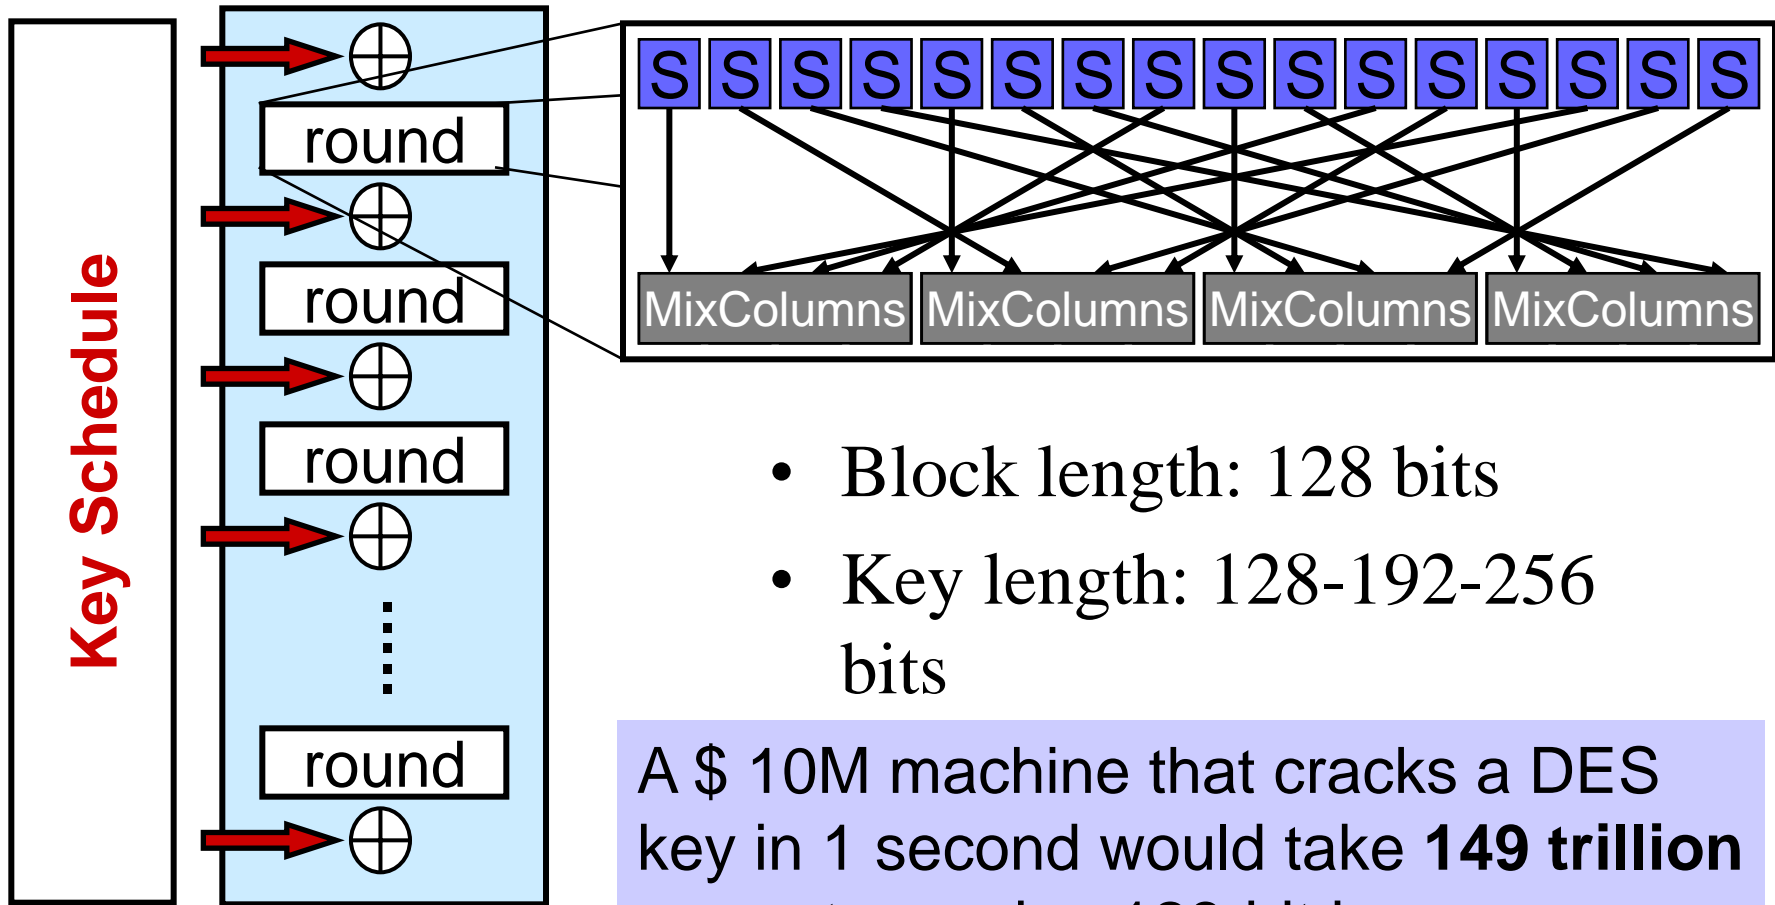 Key Schedule
round
round
round
round
S S S S S S S S S S S S S S S S
MixColumns MixColumns MixColumns MixColumns
• Block length: 128 bits
• Key length: 128-192-256
bits
A $ 10M machine that cracks a DES
key in 1 second would take 149 trillion